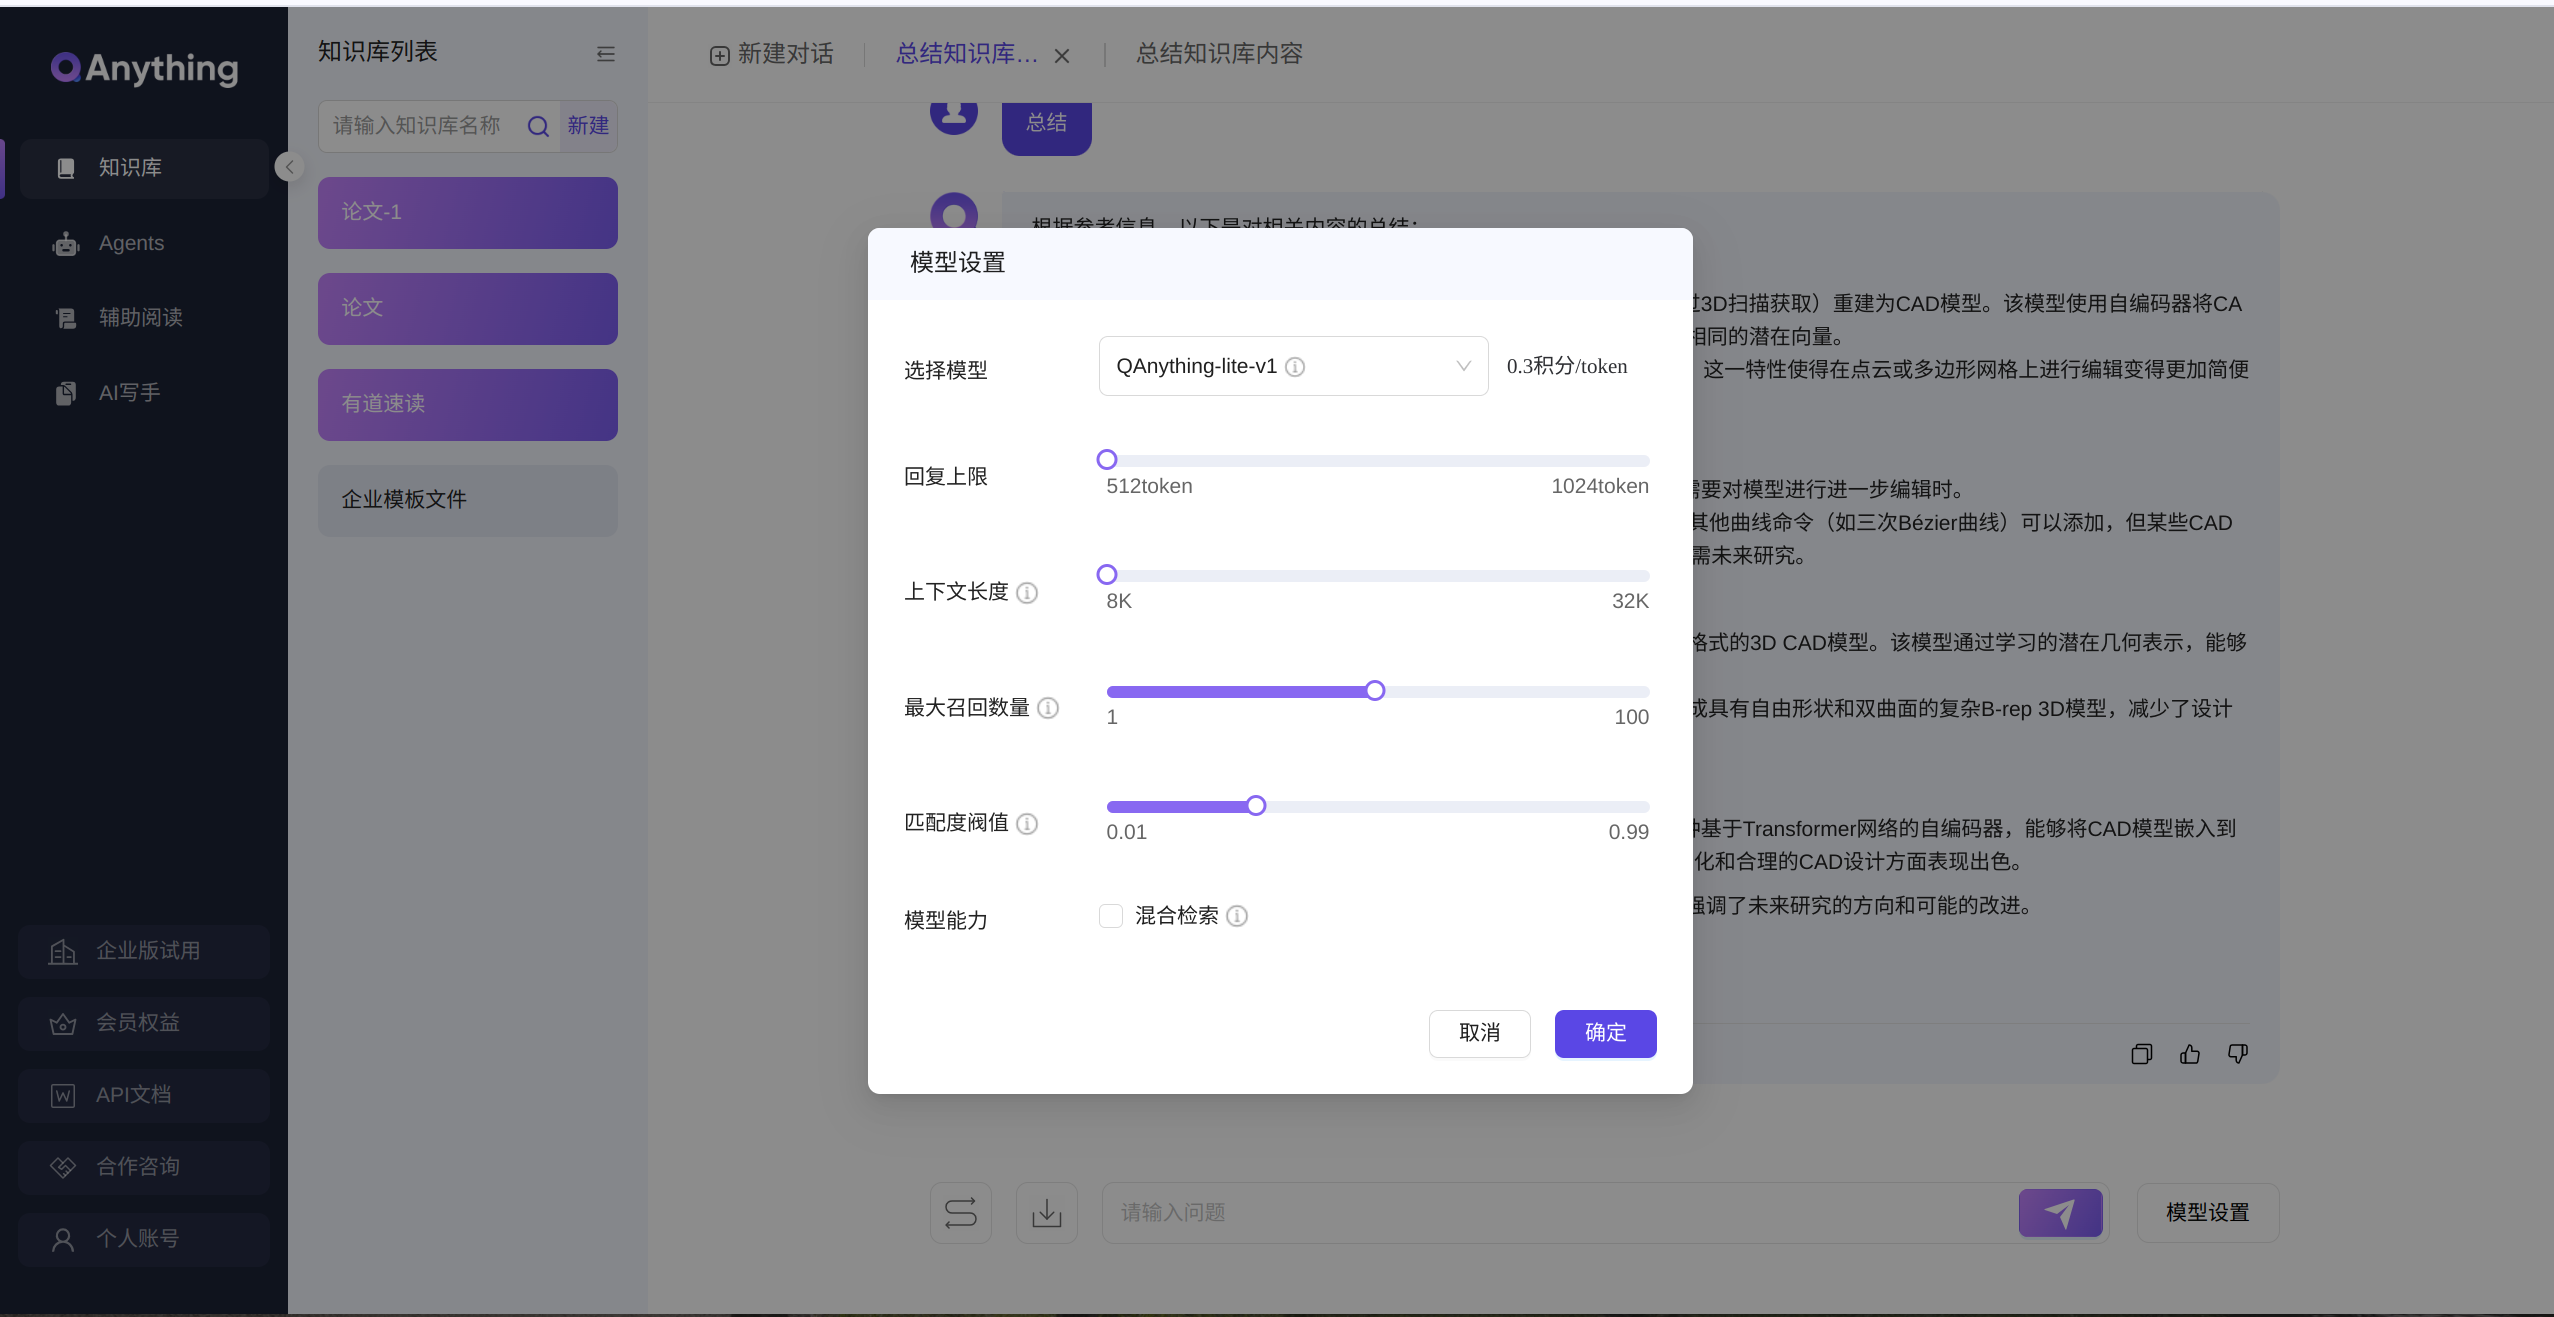 QAnything
知识库
Agents
辅助阅读
AI写手
企业版试用
会员权益
API文档
合作咨询
个人账号
知识库列表
请输入知识库名称
新建
论文-1
论文
有道速读
企业模板文件
新建对话
总结知识库...
总结知识库内容
总结
根据参考信息，以下是对相关内容的总结：
3D扫描获取）重建为CAD模型。该模型使用自编码器将CA
相同的潜在向量。
这一特性使得在点云或多边形网格上进行编辑变得更加简便
需要对模型进行进一步编辑时。
其他曲线命令（如三次Bézier曲线）可以添加，但某些CAD
需未来研究。
格式的3D CAD模型。该模型通过学习的潜在几何表示，能够
成具有自由形状和双曲面的复杂B-rep 3D模型，减少了设计
种基于Transformer网络的自编码器，能够将CAD模型嵌入到
化和合理的CAD设计方面表现出色。
强调了未来研究的方向和可能的改进。
模型设置
选择模型
QAnything-lite-v1
0.3积分/token
回复上限
512token
1024token
上下文长度
8K
32K
最大召回数量
1
100
匹配度阀值
0.01
0.99
模型能力
混合检索
取消
确定
请输入问题
模型设置